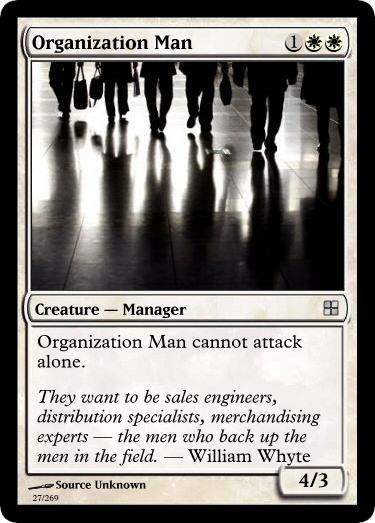 Organization Man 1
Creature — Manager
Organization Man cannot attack
alone.
They want to be sales engineers,
distribution specialists, merchandising
experts — the men who back up the
men in the field. — William Whyte
4/3
Source Unknown
27/269